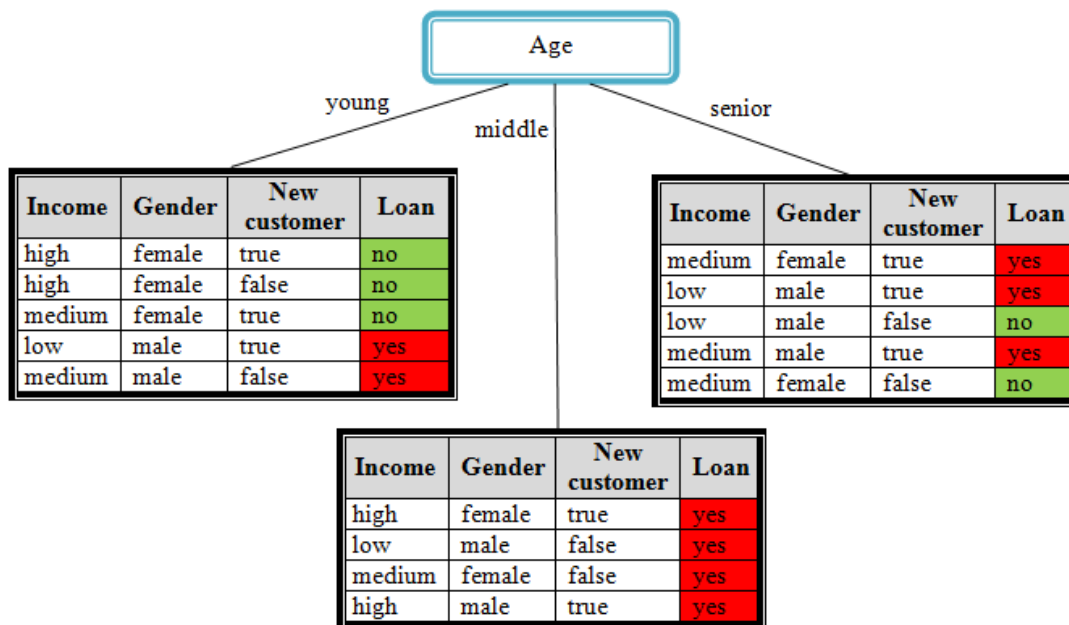 Age
young
middle
senior
Income Gender New customer Loan
high female true no
high female false no
medium female true no
low male true yes
medium male false yes
Income Gender New customer Loan
medium female true yes
low male true yes
low male false no
medium male true yes
medium female false no
Income Gender New customer Loan
high female true yes
low male false yes
medium female false yes
high male true yes